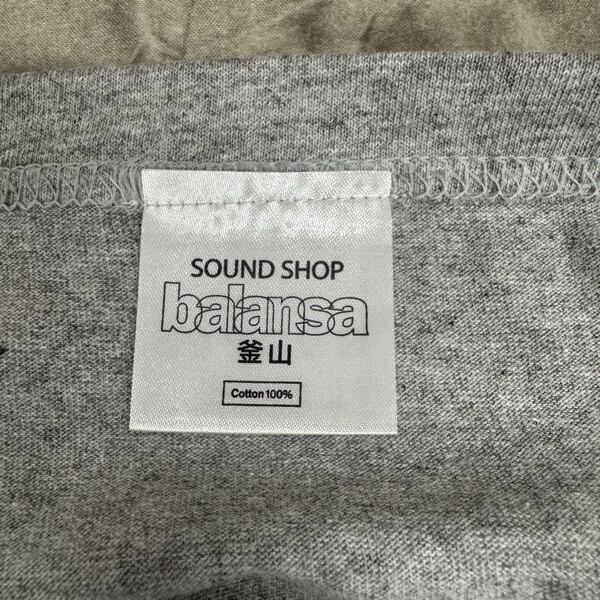 SOUND SHOP
balansa
釜山
Cotton 100%